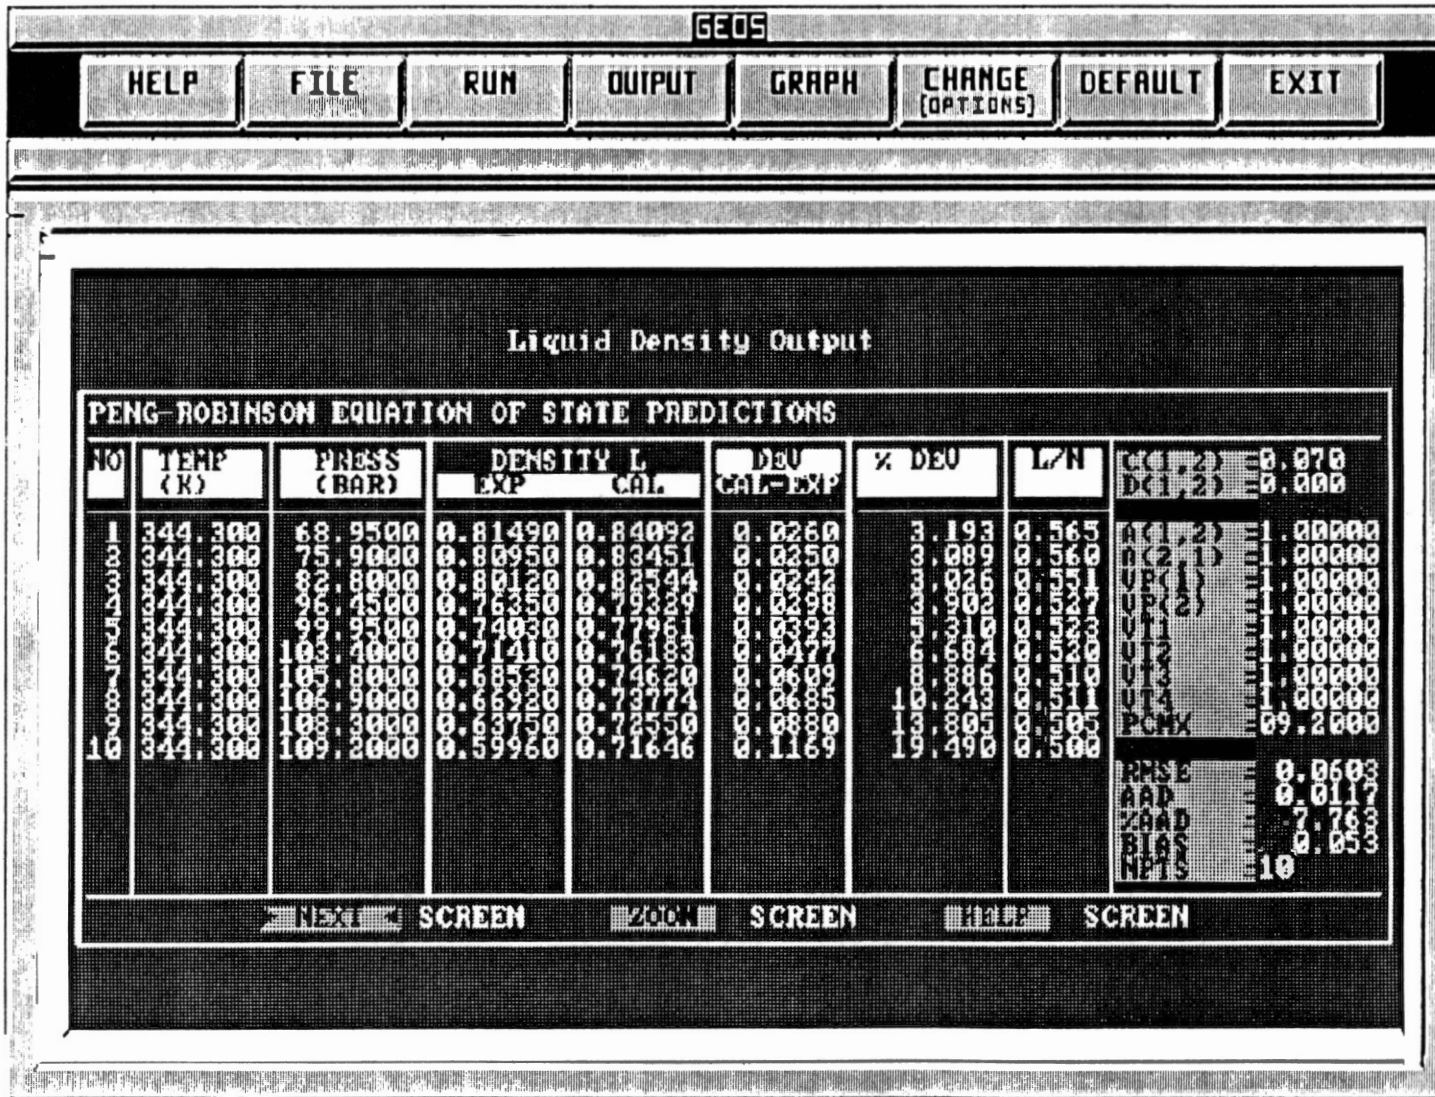 GEOS
HELP FILE RUN OUTPUT GRAPH CHANGE DEFAULT EXIT
[OPTIONS]
Liquid Density Output
PENG-ROBINSON EQUATION OF STATE PREDICTIONS
NO TEMP PRESS DENSITY L DEV % DEV L/N C(1,2) =0.070
(K) (BAR) EXP CAL CAL-EXP D(1,2) =0.000
1 344.300 68.9500 0.81490 0.84092 0.0260 3.193 0.565 A(1,2) =1.00000
2 344.300 75.9000 0.80950 0.83451 0.0250 3.089 0.560 A(2,1) =1.00000
3 344.300 82.8000 0.80120 0.82544 0.0242 3.026 0.551 VP(1) =1.00000
4 344.300 96.4500 0.76350 0.79329 0.0298 3.902 0.527 VP(2) =1.00000
5 344.300 99.9500 0.74030 0.77961 0.0393 5.310 0.523 VT1 =1.00000
6 344.300 103.4000 0.71410 0.76183 0.0477 6.684 0.520 VT2 =1.00000
7 344.300 105.8000 0.68530 0.74620 0.0609 8.886 0.510 VT3 =1.00000
8 344.300 106.9000 0.66920 0.73774 0.0685 10.243 0.511 VT4 =1.00000
9 344.300 108.3000 0.63750 0.72550 0.0880 13.805 0.505 PCMX =09.2000
10 344.300 109.2000 0.59960 0.71646 0.1169 19.490 0.500
RMSE = 0.0603
AAD = 0.0117
%AAD = 7.763
BIAS = 0.053
NPTS =10
NEXT SCREEN ZOOM SCREEN HELP SCREEN